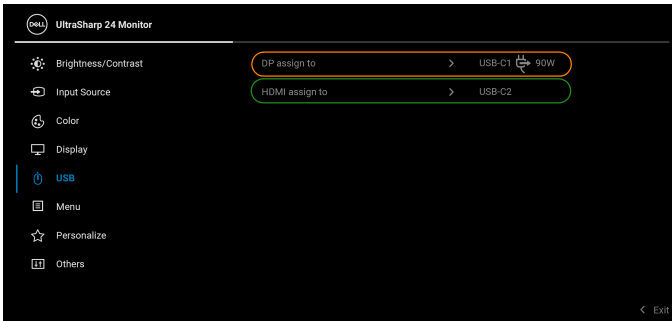 DELL UltraSharp 24 Monitor
Brightness/Contrast DP assign to > USB-C1 90W
Input Source HDMI assign to > USB-C2
Color
Display
USB
Menu
Personalize
Others
< Exit